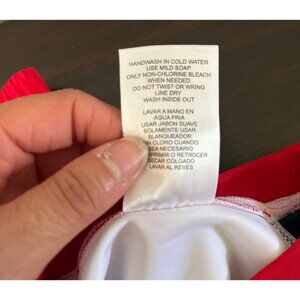 HANDWASH IN COLD WATER
USE MILD SOAP
ONLY NON-CHLORINE BLEACH
WHEN NEEDED
DO NOT TWIST OR WRING
LINE DRY
WASH INSIDE OUT
LAVAR A MANO EN
AGUA FRIA
USAR JABON SUAVE
SOLAMENTE USAR
BLANQUEADOR
SIN CLORO CUANDO
SEA NECESARIO
O RETROCER
SECAR COLGADO
LAVAR AL REVES